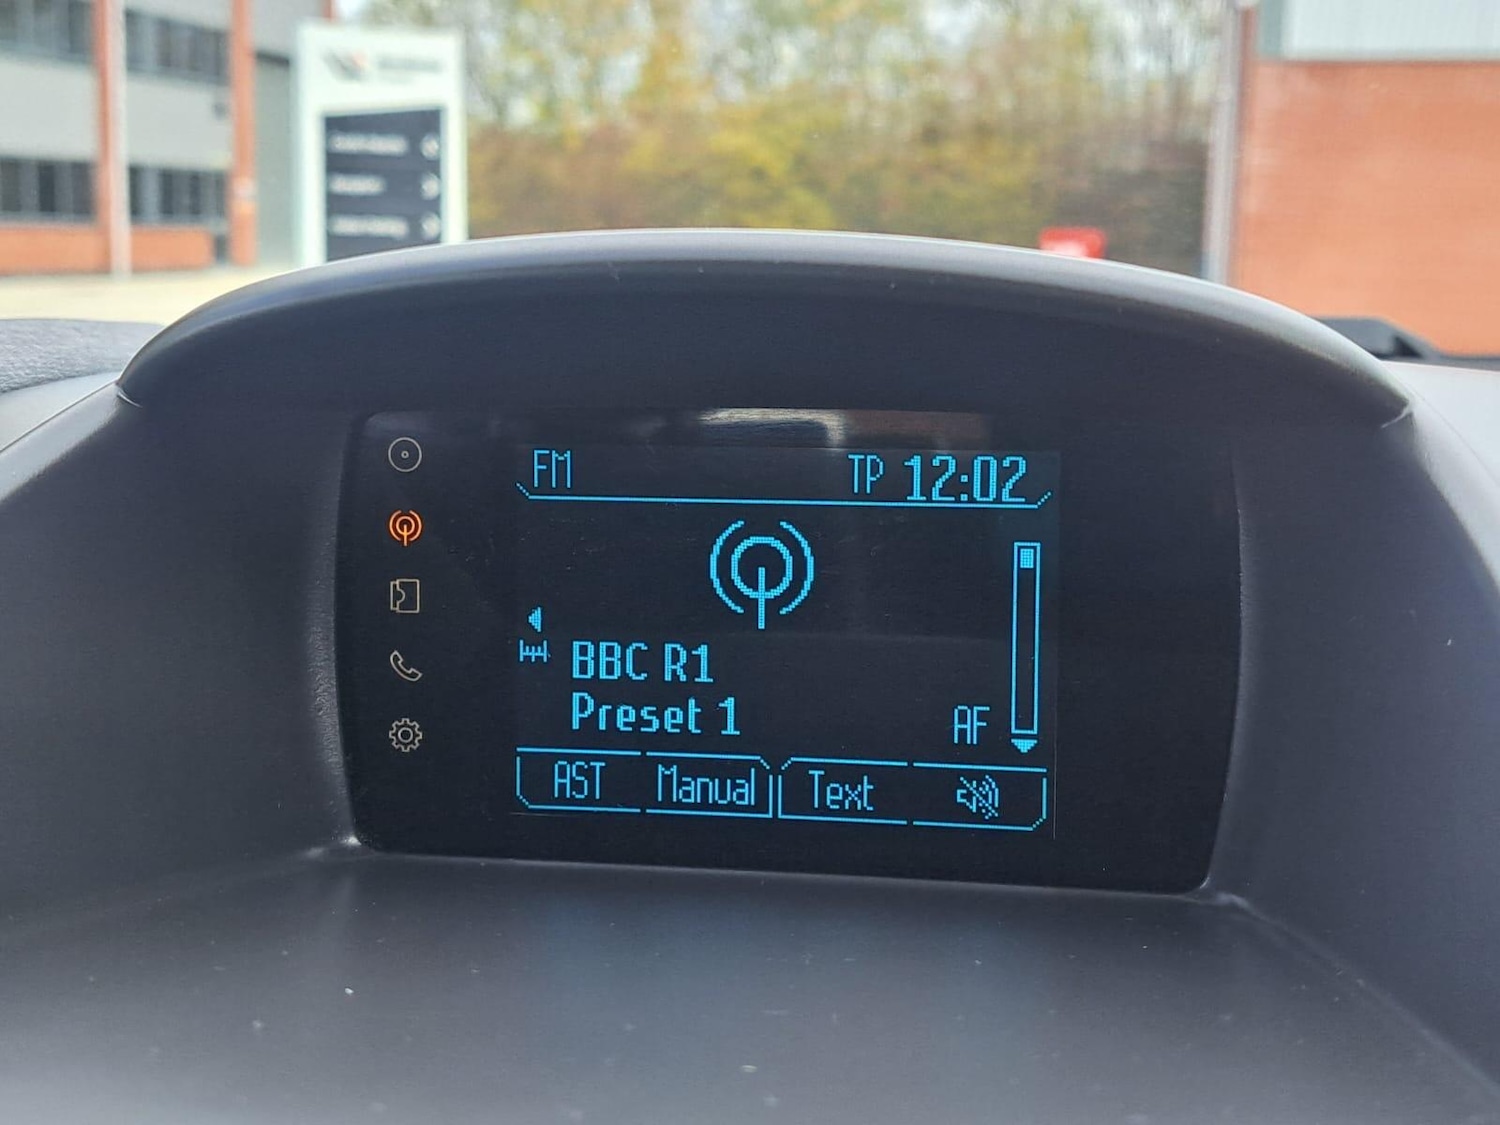 FM TP 12:02
BBC R1
Preset 1
AF
AST Manual Text